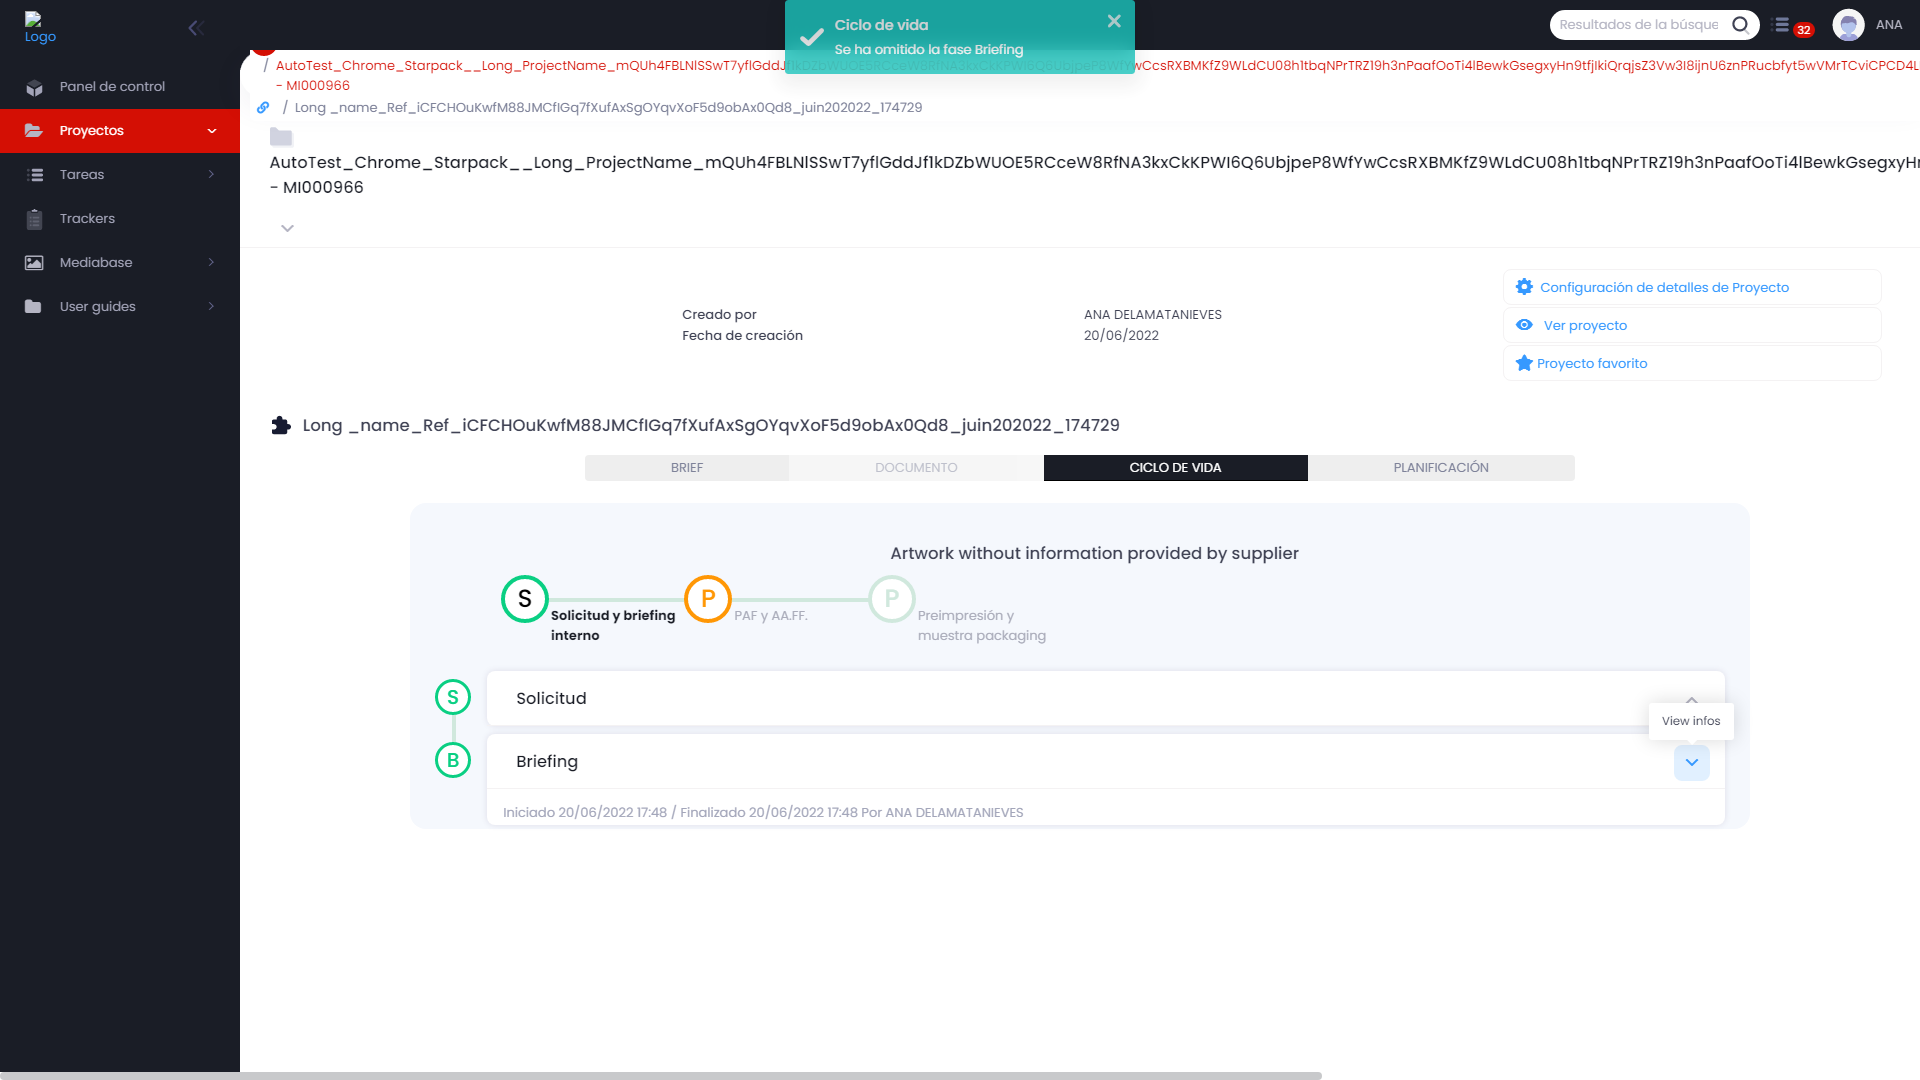 Logo
Ciclo de vida
Se ha omitido la fase Briefing
Resultados de la búsque
32
ANA
Panel de control
Proyectos
Tareas
Trackers
Mediabase
User guides
/
- MI000966
/ Long _name_Ref_iCFCHOuKwfM88JMCfIGq7fXufAxSgOYqvXoF5d9obAx0Qd8_juin202022_174729
- MI000966
Creado por
ANA DELAMATANIEVES
Fecha de creación
20/06/2022
Configuración de detalles de Proyecto
Ver proyecto
Proyecto favorito
Long _name_Ref_iCFCHOuKwfM88JMCfIGq7fXufAxSgOYqvXoF5d9obAx0Qd8_juin202022_174729
BRIEF
DOCUMENTO
CICLO DE VIDA
PLANIFICACIÓN
Artwork without information provided by supplier
S
Solicitud y briefing
interno
P
PAF y AA.FF.
P
Preimpresión y
muestra packaging
S
Solicitud
View infos
B
Briefing
Iniciado 20/06/2022 17:48 / Finalizado 20/06/2022 17:48 Por ANA DELAMATANIEVES